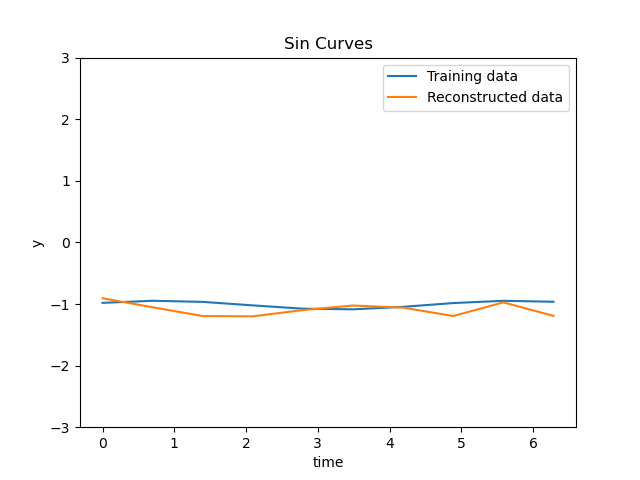 Sin Curves
Training data
Reconstructed data
3
2
1
0
−1
−2
−3
y
0 1 2 3 4 5 6
time